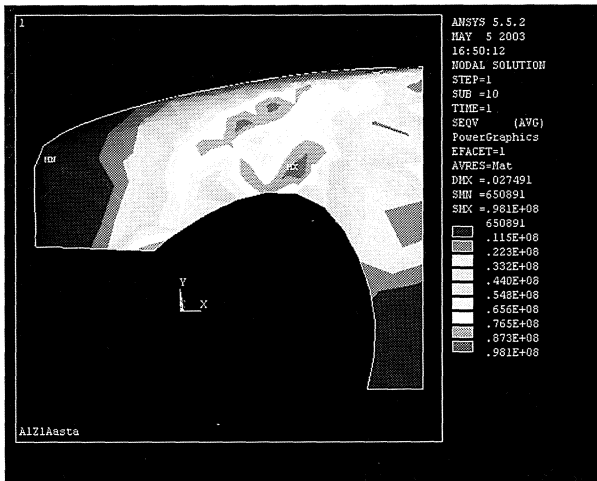 1
ANSYS 5.5.2
MAY 5 2003
16:50:12
NODAL SOLUTION
STEP=1
SUB =10
TIME=1
SEQV (AVG)
PowerGraphics
EFACET=1
AVRES=Mat
DMX =.027491
SMN =650891
SMX =.981E+08
650891
.115E+08
.223E+08
.332E+08
.440E+08
.548E+08
.656E+08
.765E+08
.873E+08
.981E+08
MN
MX
Y
X
A1Z1Aasta